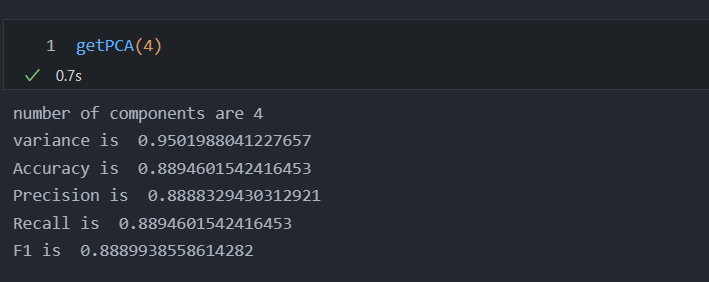 1 getPCA(4)
0.7s
number of components are 4
variance is  0.9501988041227657
Accuracy is  0.8894601542416453
Precision is  0.8888329430312921
Recall is  0.8894601542416453
F1 is  0.8889938558614282